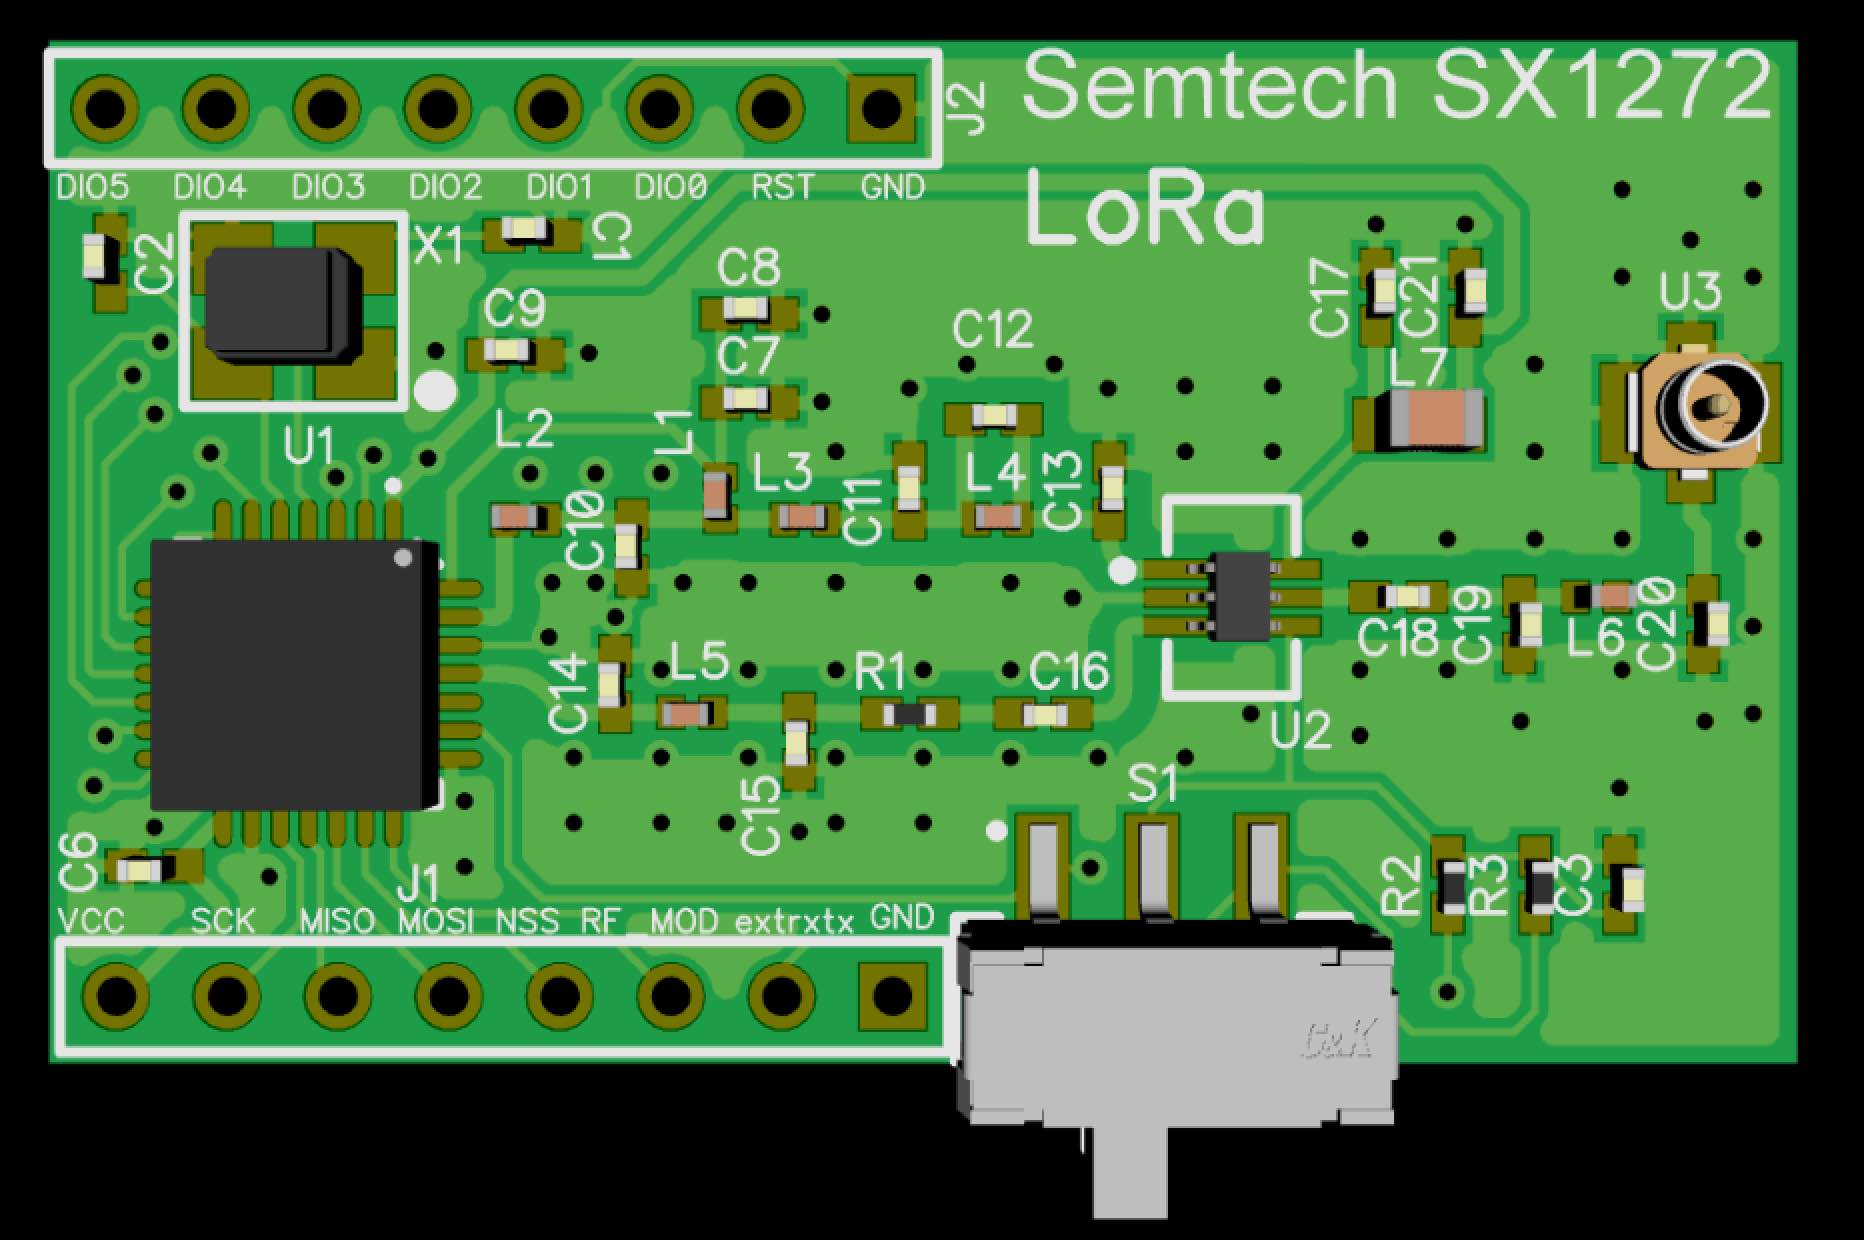 Semtech SX1272
J2
DIO5 DIO4 DIO3 DIO2 DIO1 DIO0 RST GND
LoRa
C2
X1
C1
C8
C9
C7
C12
C17
C21
U3
L7
U1
L2
L1
L3
C11
L4
C13
C10
C14
L5
R1
C16
C18
C19
L6
C20
U2
C15
S1
C6
J1
R2
R3
C3
VCC SCK MISO MOSI NSS RF_MOD extrxtx GND
C&K